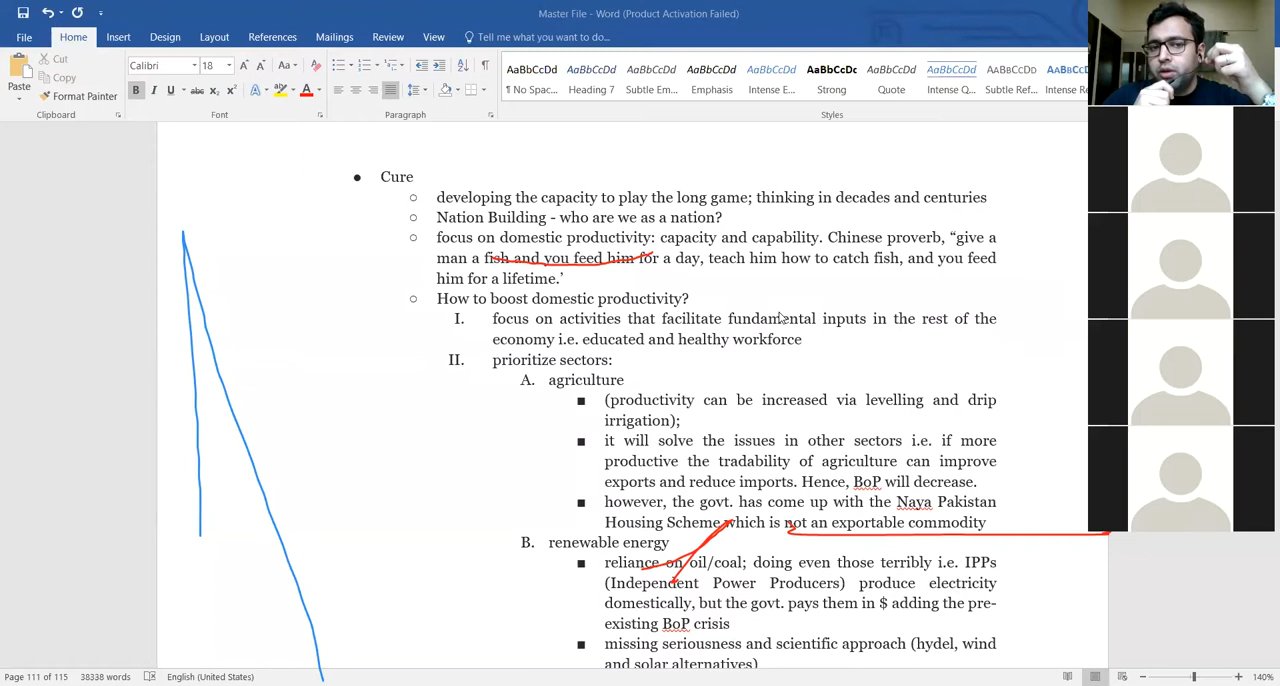 Master File - Word (Product Activation Failed)
File Home Insert Design Layout References Mailings Review View Tell me what you want to do...
Paste
Cut
Copy
Format Painter
Calibri 18 A A Aa
B I U abc X₂ X² A A
AaBbCcDd AaBbCcDd AaBbCcDd AaBbCcDd AaBbCcDd AaBbCcDc AaBbCcDd AaBbCcDd AABBCCDD AABBC
¶ No Spac... Heading 7 Subtle Em... Emphasis Intense E... Strong Quote Intense Q... Subtle Ref... Intense Re
Clipboard Font Paragraph Styles
● Cure
○ developing the capacity to play the long game; thinking in decades and centuries
○ Nation Building - who are we as a nation?
○ focus on domestic productivity: capacity and capability. Chinese proverb, “give a
man a fish and you feed him for a day, teach him how to catch fish, and you feed
him for a lifetime.’
○ How to boost domestic productivity?
I. focus on activities that facilitate fundamental inputs in the rest of the
economy i.e. educated and healthy workforce
II. prioritize sectors:
A. agriculture
■ (productivity can be increased via levelling and drip
irrigation);
■ it will solve the issues in other sectors i.e. if more
productive the tradability of agriculture can improve
exports and reduce imports. Hence, BoP will decrease.
■ however, the govt. has come up with the Naya Pakistan
Housing Scheme which is not an exportable commodity
B. renewable energy
■ reliance on oil/coal; doing even those terribly i.e. IPPs
(Independent Power Producers) produce electricity
domestically, but the govt. pays them in $ adding the pre-
existing BoP crisis
■ missing seriousness and scientific approach (hydel, wind
and solar alternatives)
Page 111 of 115 38338 words English (United States) 140%